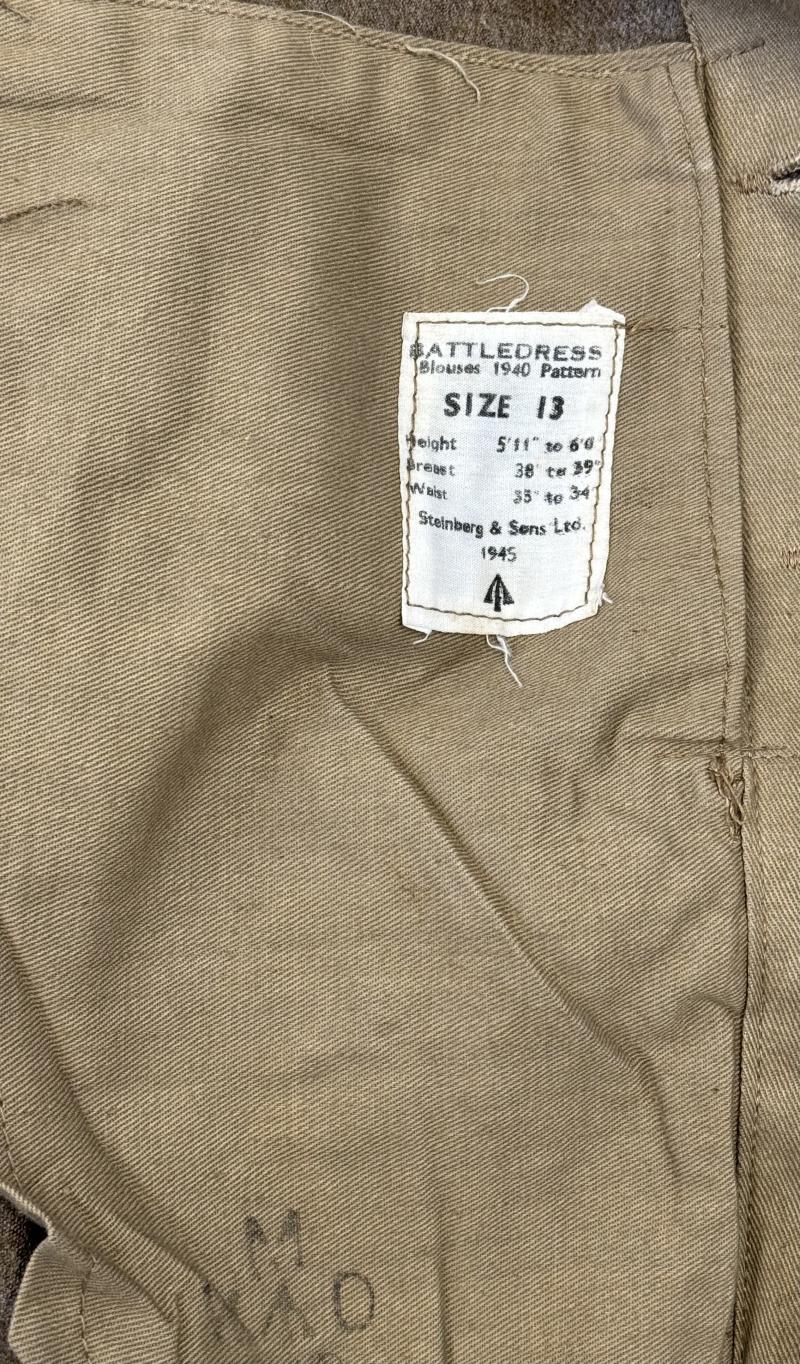 BATTLEDRESS
Blouses 1940 Pattern
SIZE 13
Height 5'11" to 6'0"
Breast 38" to 39"
Waist 33" to 34"
Steinberg & Sons Ltd.
1945
M